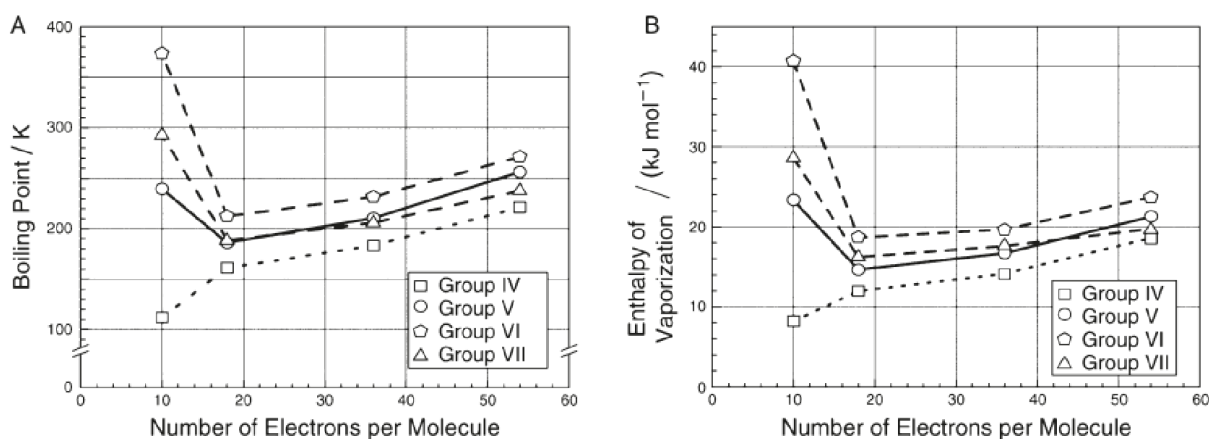 A
Boiling Point / K
400
300
200
100
0
0 10 20 30 40 50 60
Number of Electrons per Molecule
Group IV
Group V
Group VI
Group VII
B
Enthalpy of
Vaporization / (kJ mol⁻¹)
40
30
20
10
0
0 10 20 30 40 50 60
Number of Electrons per Molecule
Group IV
Group V
Group VI
Group VII